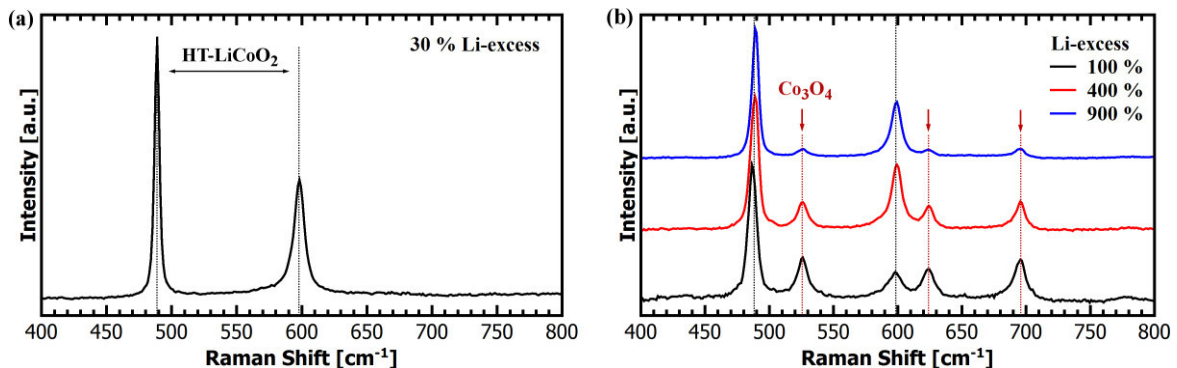 (a)
30 % Li-excess
HT-LiCoO₂
Intensity [a.u.]
400 450 500 550 600 650 700 750 800
Raman Shift [cm⁻¹]
(b)
Li-excess
100 %
400 %
900 %
Co₃O₄
Intensity [a.u.]
400 450 500 550 600 650 700 750 800
Raman Shift [cm⁻¹]